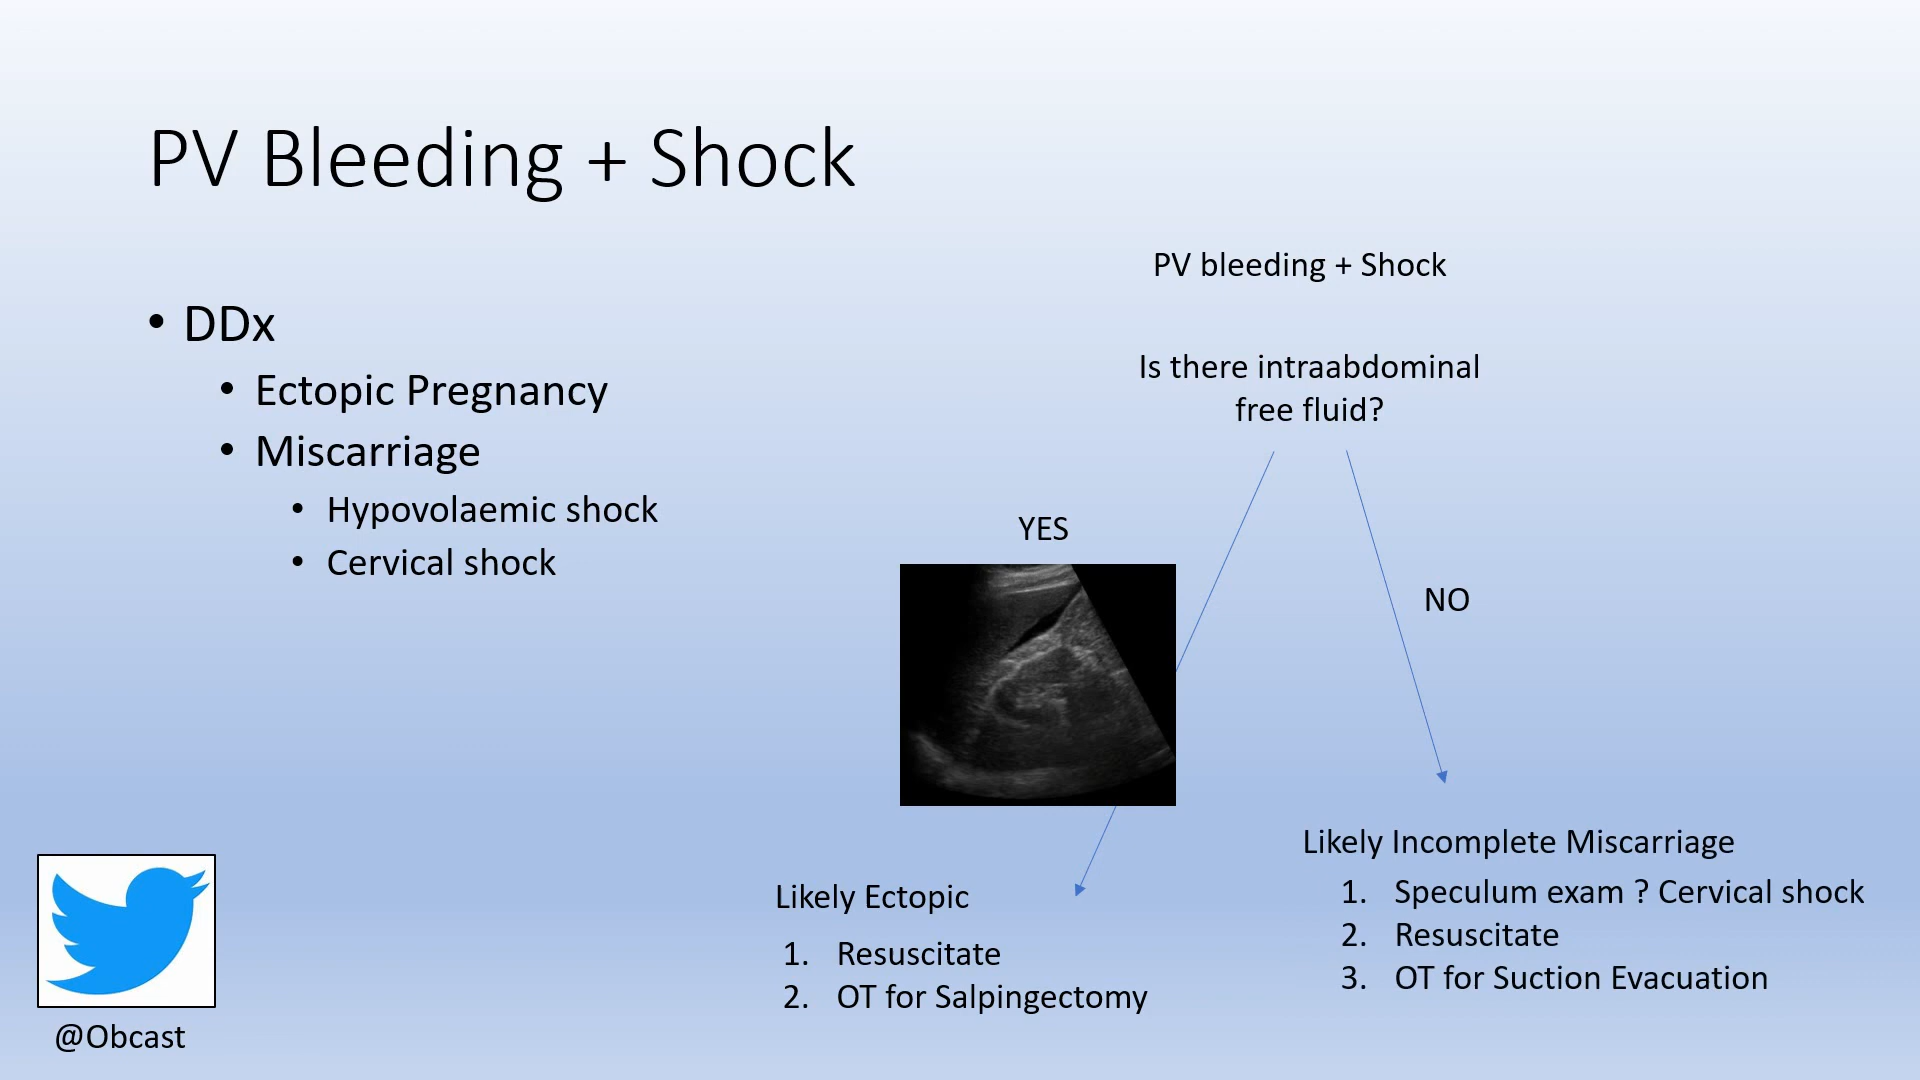 PV Bleeding + Shock
• DDx
• Ectopic Pregnancy
• Miscarriage
• Hypovolaemic shock
• Cervical shock
PV bleeding + Shock
Is there intraabdominal
free fluid?
YES
NO
Likely Ectopic
1. Resuscitate
2. OT for Salpingectomy
Likely Incomplete Miscarriage
1. Speculum exam ? Cervical shock
2. Resuscitate
3. OT for Suction Evacuation
@Obcast